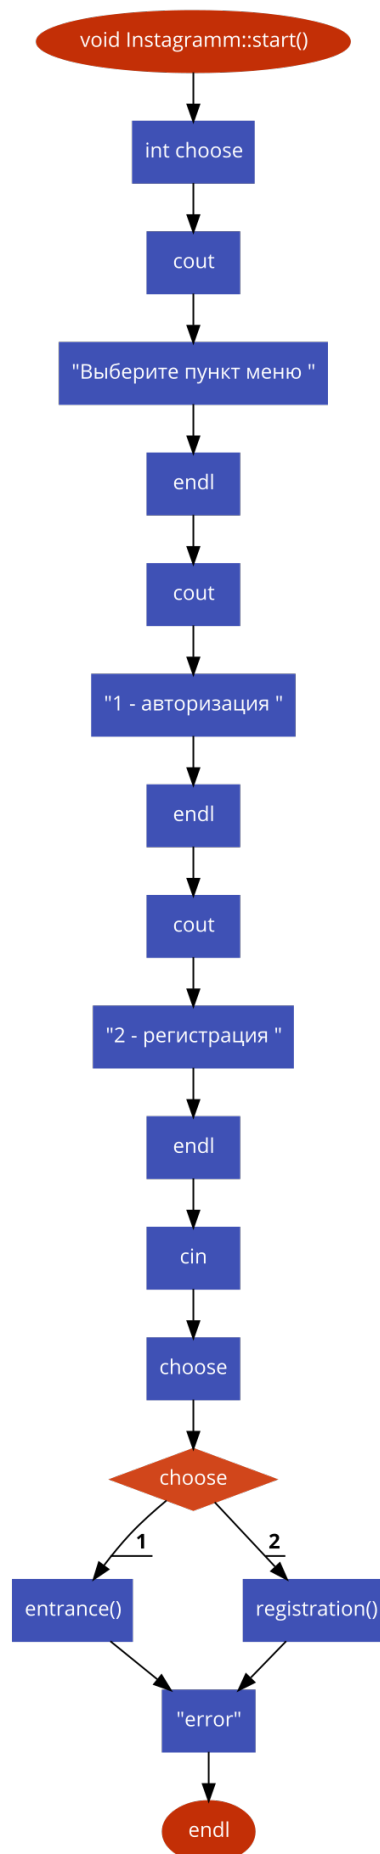 void Instagramm::start()
int choose
cout
"Выберите пункт меню "
endl
cout
"1 - авторизация "
endl
cout
"2 - регистрация "
endl
cin
choose
choose
1
2
entrance()
registration()
"error"
endl